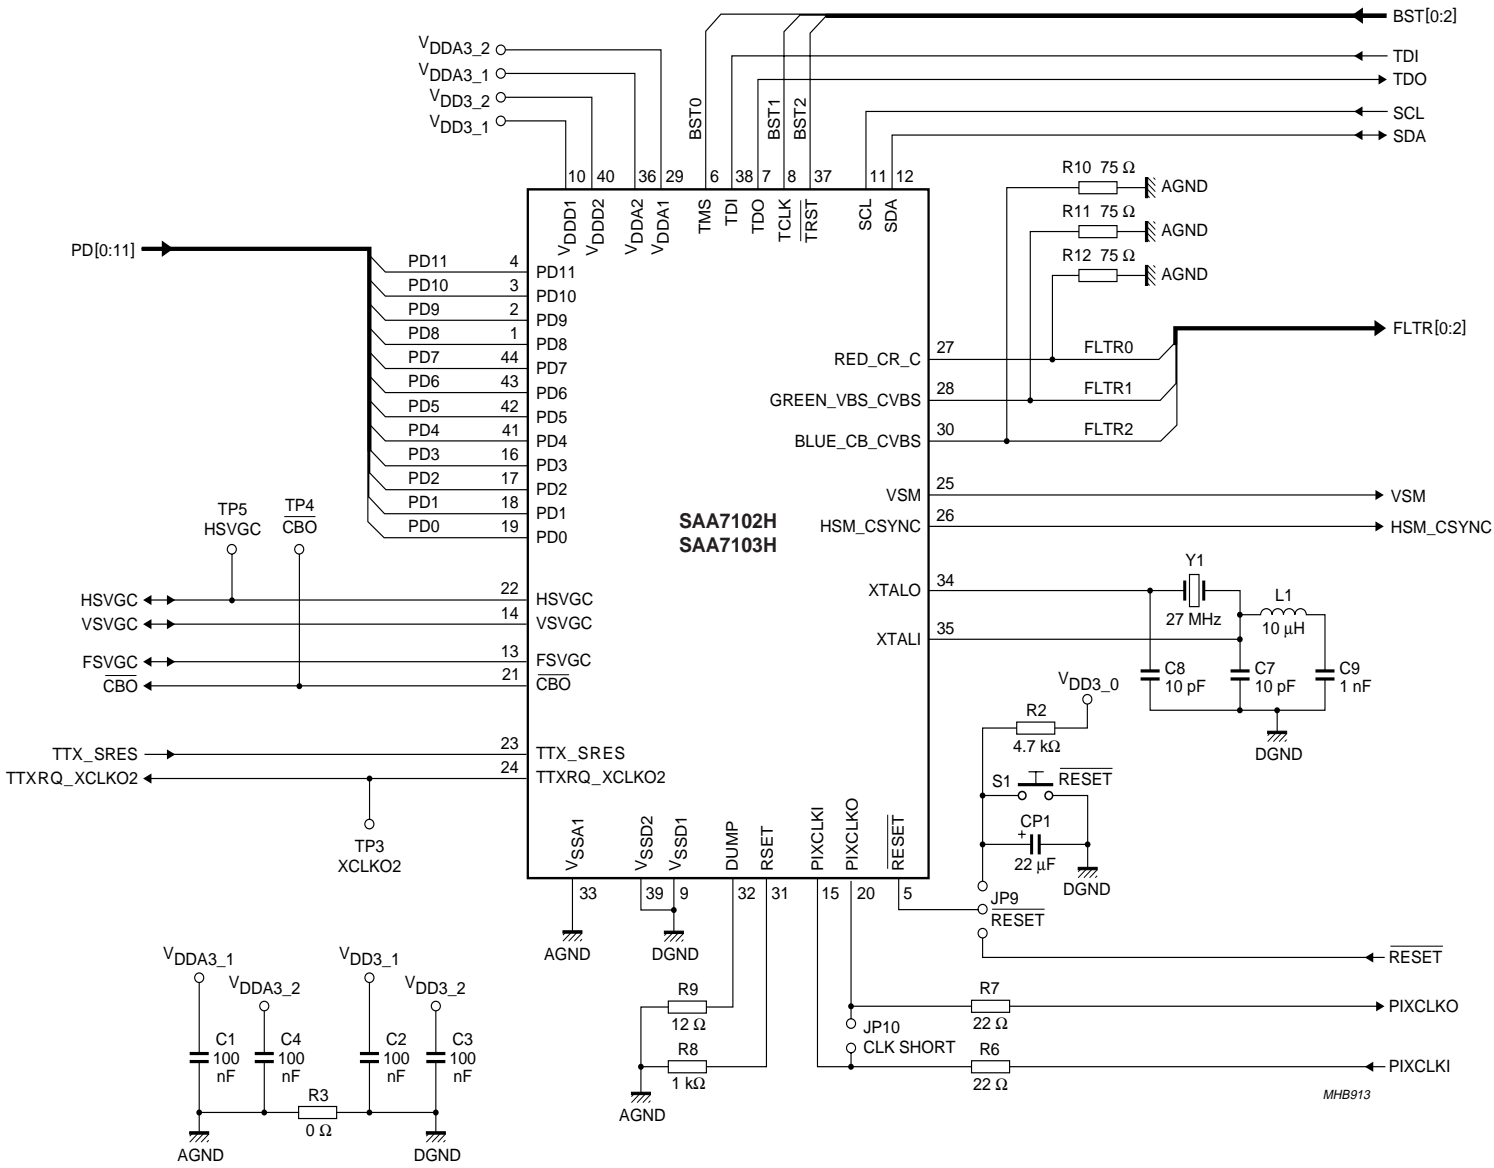 BST[0:2]
TDI
TDO
SCL
SDA
VDDA3_2
VDDA3_1
VDD3_2
VDD3_1
BST0
BST1
BST2
10 40 36 29 6 38 7 8 37 11 12
VDDD1
VDDD2
VDDA2
VDDA1
TMS
TDI
TDO
TCLK
TRST
SCL
SDA
R10 75 Ω
AGND
R11 75 Ω
AGND
R12 75 Ω
AGND
PD[0:11]
PD11 4 PD11
PD10 3 PD10
PD9 2 PD9
PD8 1 PD8
PD7 44 PD7
PD6 43 PD6
PD5 42 PD5
PD4 41 PD4
PD3 16 PD3
PD2 17 PD2
PD1 18 PD1
PD0 19 PD0
FLTR[0:2]
RED_CR_C 27 FLTR0
GREEN_VBS_CVBS 28 FLTR1
BLUE_CB_CVBS 30 FLTR2
VSM 25 VSM
HSM_CSYNC 26 HSM_CSYNC
SAA7102H
SAA7103H
TP5
HSVGC
TP4
CBO
HSVGC 22 HSVGC
VSVGC 14 VSVGC
FSVGC 13 FSVGC
CBO 21 CBO
TTX_SRES 23 TTX_SRES
TTXRQ_XCLKO2 24 TTXRQ_XCLKO2
TP3
XCLKO2
XTALO 34
XTALI 35
Y1
27 MHz
L1
10 µH
C8
10 pF
C7
10 pF
C9
1 nF
DGND
VDD3_0
R2
4.7 kΩ
S1
RESET
CP1
+
22 µF
DGND
JP9
RESET
RESET
VSSA1
VSSD2
VSSD1
DUMP
RSET
PIXCLKI
PIXCLKO
RESET
33 39 9 32 31 15 20 5
AGND
DGND
R9
12 Ω
R8
1 kΩ
AGND
JP10
CLK SHORT
R7
22 Ω
PIXCLKO
R6
22 Ω
PIXCLKI
VDDA3_1
VDDA3_2
VDD3_1
VDD3_2
C1
100
nF
C4
100
nF
C2
100
nF
C3
100
nF
R3
0 Ω
AGND
DGND
MHB913